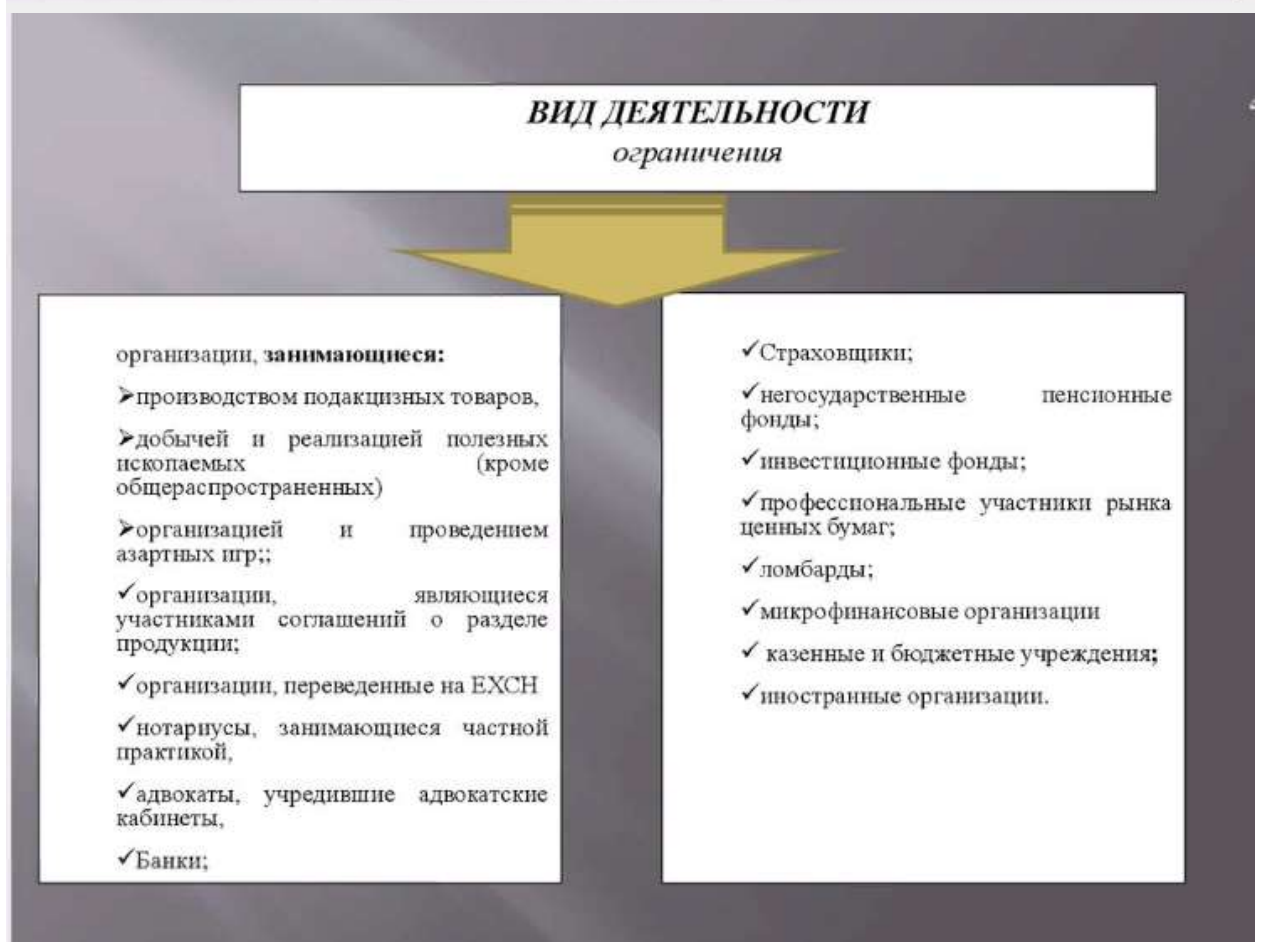 ВИД ДЕЯТЕЛЬНОСТИ
ограничения
организации, занимающиеся:
➤производством подакцизных товаров,
➤добычей и реализацией полезных
ископаемых (кроме
общераспространенных)
➤организацией и проведением
азартных игр;;
✓организации, являющиеся
участниками соглашений о разделе
продукции;
✓организации, переведенные на ЕХСН
✓нотариусы, занимающиеся частной
практикой,
✓адвокаты, учредившие адвокатские
кабинеты,
✓Банки;
✓Страховщики;
✓негосударственные пенсионные
фонды;
✓инвестиционные фонды;
✓профессиональные участники рынка
ценных бумаг;
✓ломбарды;
✓микрофинансовые организации
✓ казенные и бюджетные учреждения;
✓иностранные организации.